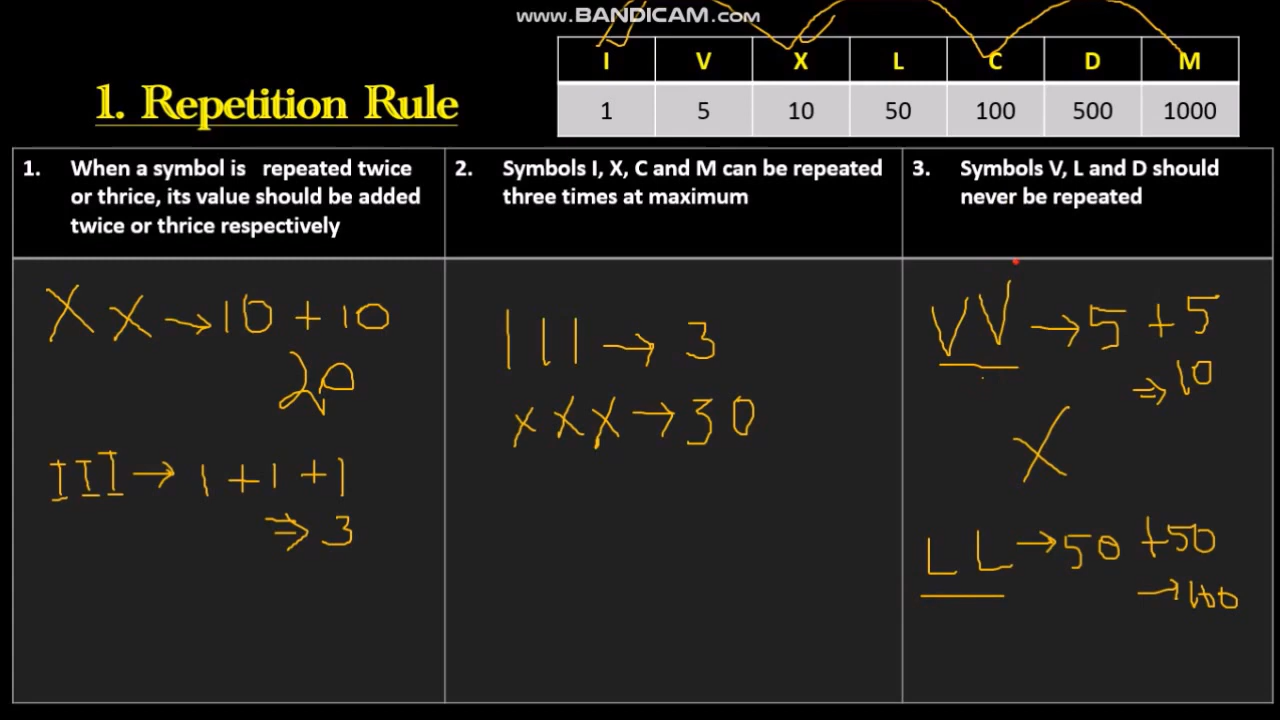 www.BANDICAM.com
I V X L C D M
1. Repetition Rule
1 5 10 50 100 500 1000
1. When a symbol is repeated twice
or thrice, its value should be added
twice or thrice respectively
2. Symbols I, X, C and M can be repeated
three times at maximum
3. Symbols V, L and D should
never be repeated
X X → 10 + 10
20
III → 1 + 1 + 1
⇒ 3
III → 3
XXX → 30
VV → 5 + 5
⇒ 10
X
LL → 50 + 50
→ 100